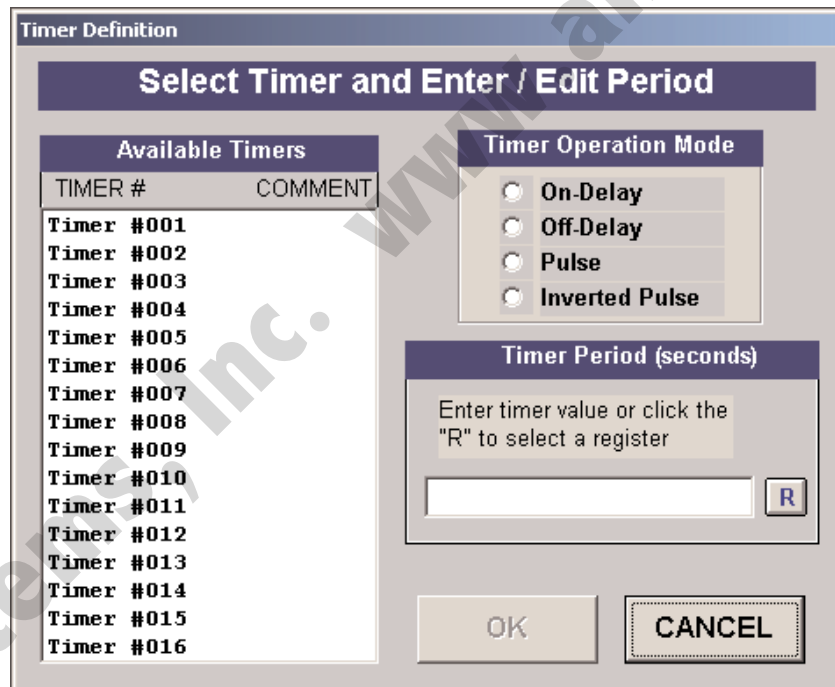 Timer Definition
Select Timer and Enter / Edit Period
Available Timers
TIMER # COMMENT
Timer #001
Timer #002
Timer #003
Timer #004
Timer #005
Timer #006
Timer #007
Timer #008
Timer #009
Timer #010
Timer #011
Timer #012
Timer #013
Timer #014
Timer #015
Timer #016
Timer Operation Mode
On-Delay
Off-Delay
Pulse
Inverted Pulse
Timer Period (seconds)
Enter timer value or click the
"R" to select a register
R
OK
CANCEL
Inc.